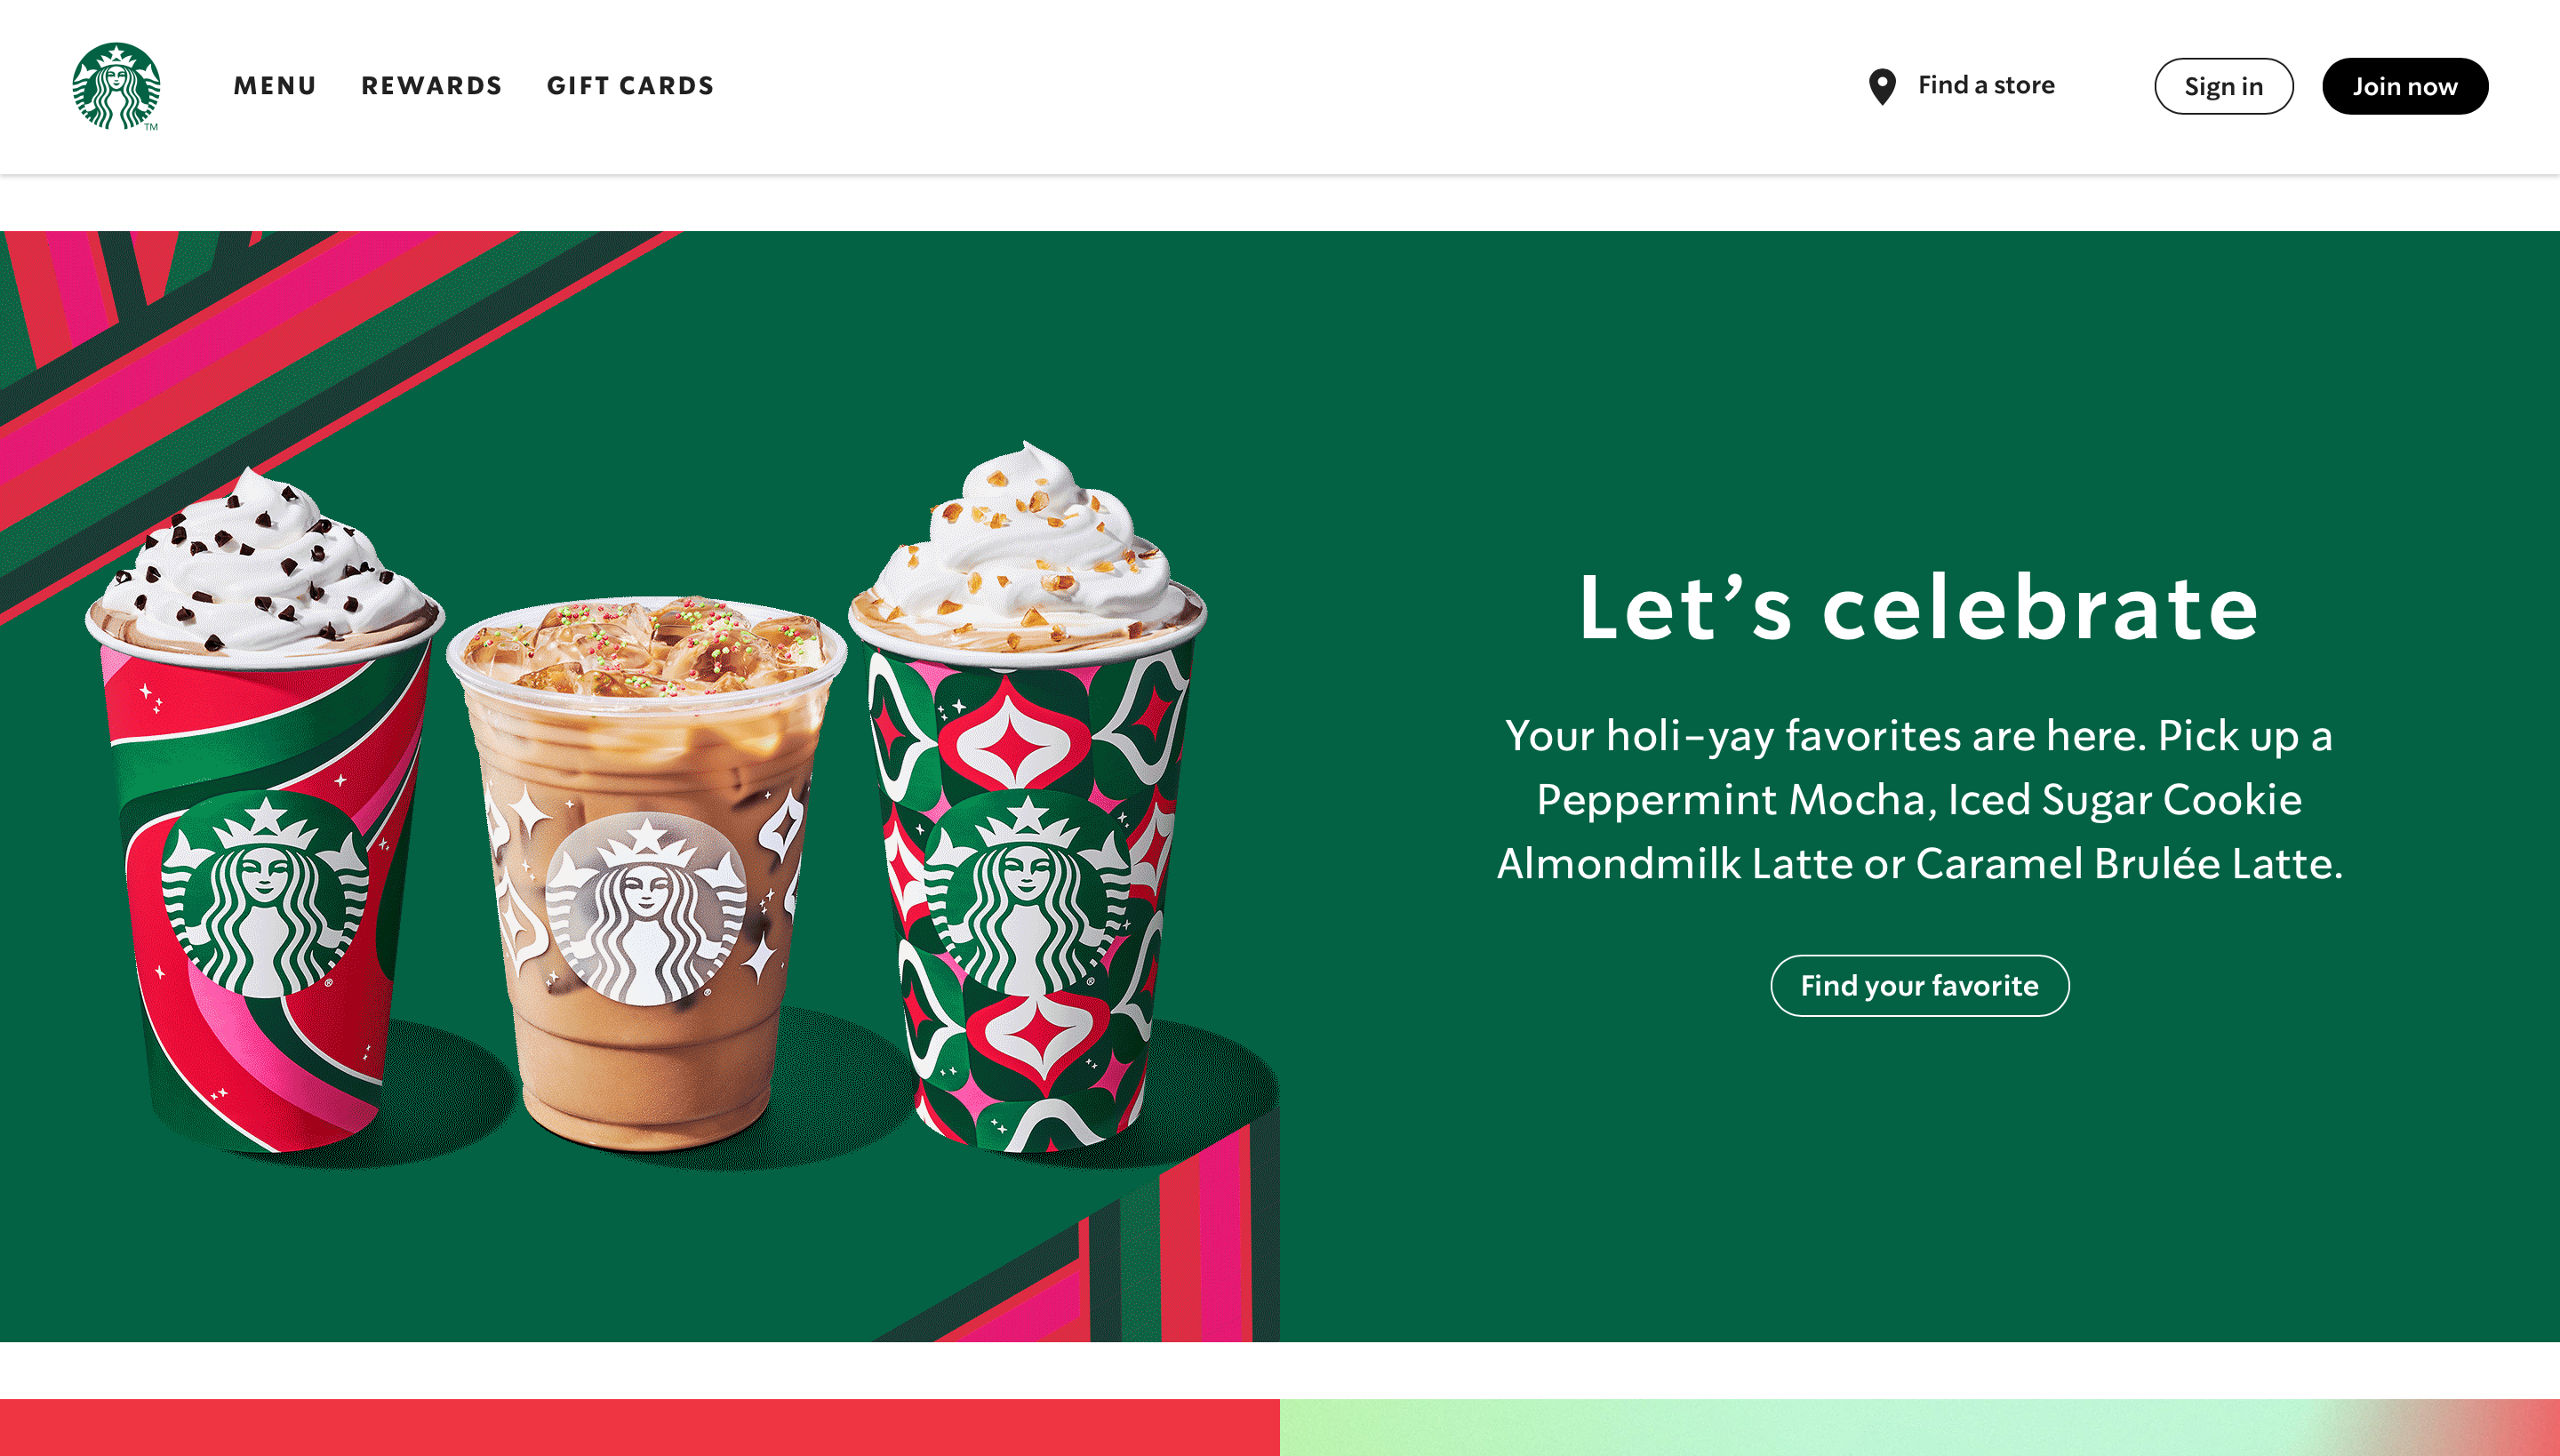 TM
MENU
REWARDS
GIFT CARDS
Find a store
Sign in
Join now
Let’s celebrate
Your holi-yay favorites are here. Pick up a
Peppermint Mocha, Iced Sugar Cookie
Almondmilk Latte or Caramel Brulée Latte.
Find your favorite
®
®
®